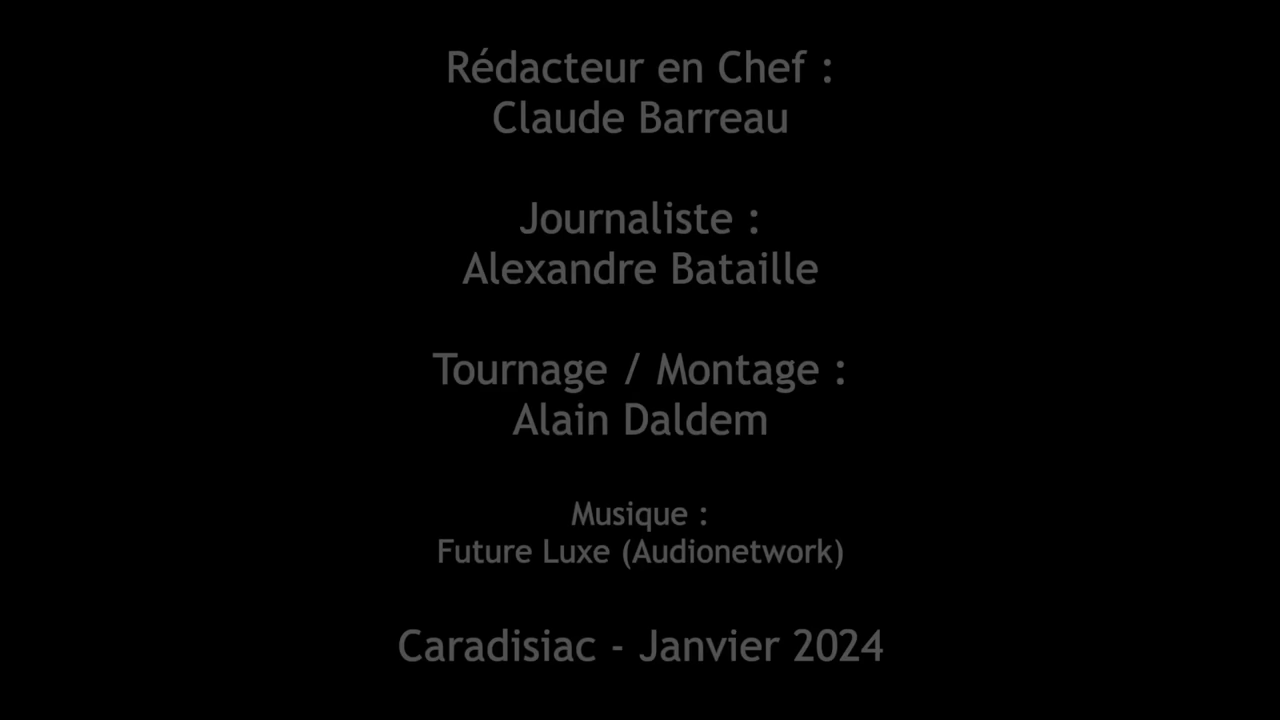 Rédacteur en Chef :
Claude Barreau
Journaliste :
Alexandre Bataille
Tournage / Montage :
Alain Daldem
Musique :
Future Luxe (Audionetwork)
Caradisiac - Janvier 2024